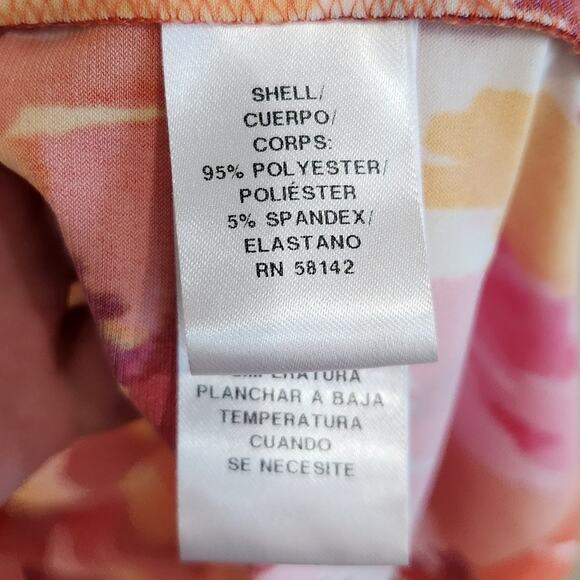 SHELL/
CUERPO/
CORPS:
95% POLYESTER/
POLIÉSTER
5% SPANDEX/
ELASTANO
RN 58142
PLANCHAR A BAJA
TEMPERATURA
CUANDO
SE NECESITE